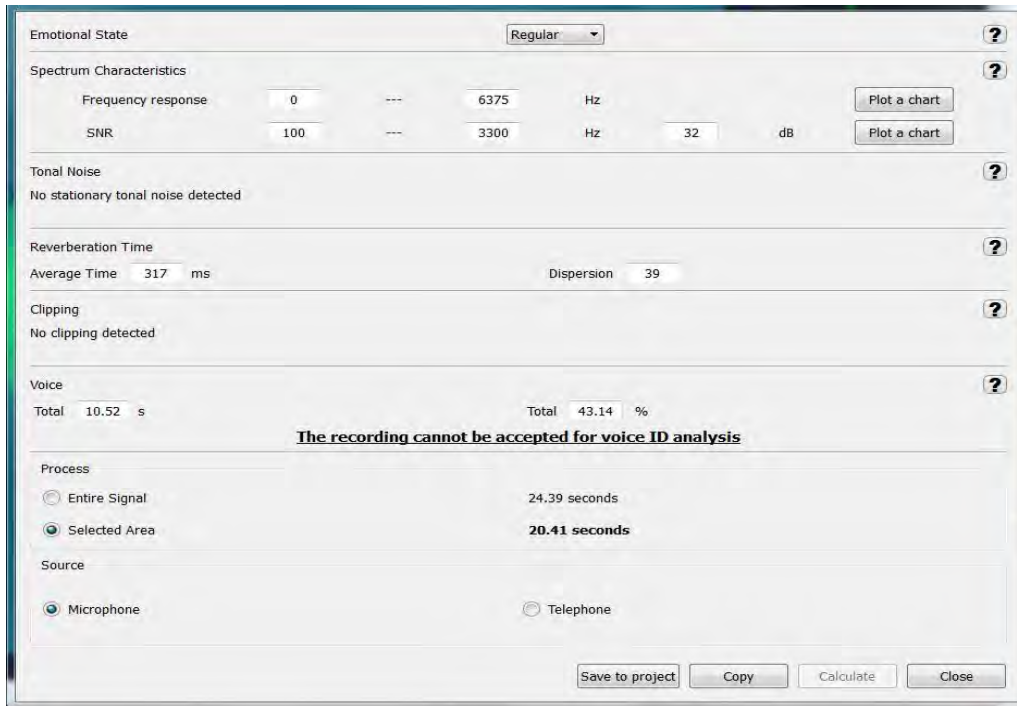 Emotional State Regular ?
Spectrum Characteristics ?
Frequency response 0 --- 6375 Hz Plot a chart
SNR 100 --- 3300 Hz 32 dB Plot a chart
Tonal Noise ?
No stationary tonal noise detected
Reverberation Time ?
Average Time 317 ms Dispersion 39
Clipping ?
No clipping detected
Voice ?
Total 10.52 s Total 43.14 %
The recording cannot be accepted for voice ID analysis
Process
Entire Signal 24.39 seconds
Selected Area 20.41 seconds
Source
Microphone Telephone
Save to project Copy Calculate Close